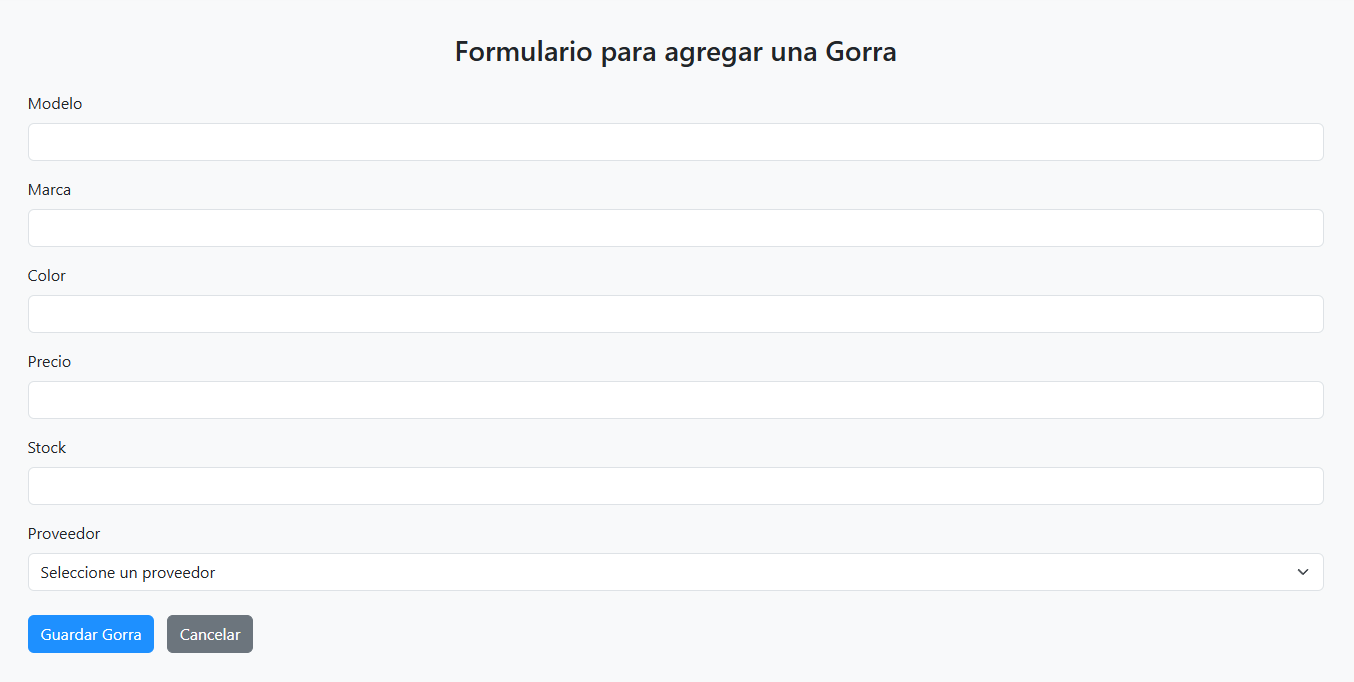 Formulario para agregar una Gorra
Modelo
Marca
Color
Precio
Stock
Proveedor
Seleccione un proveedor
Guardar Gorra Cancelar